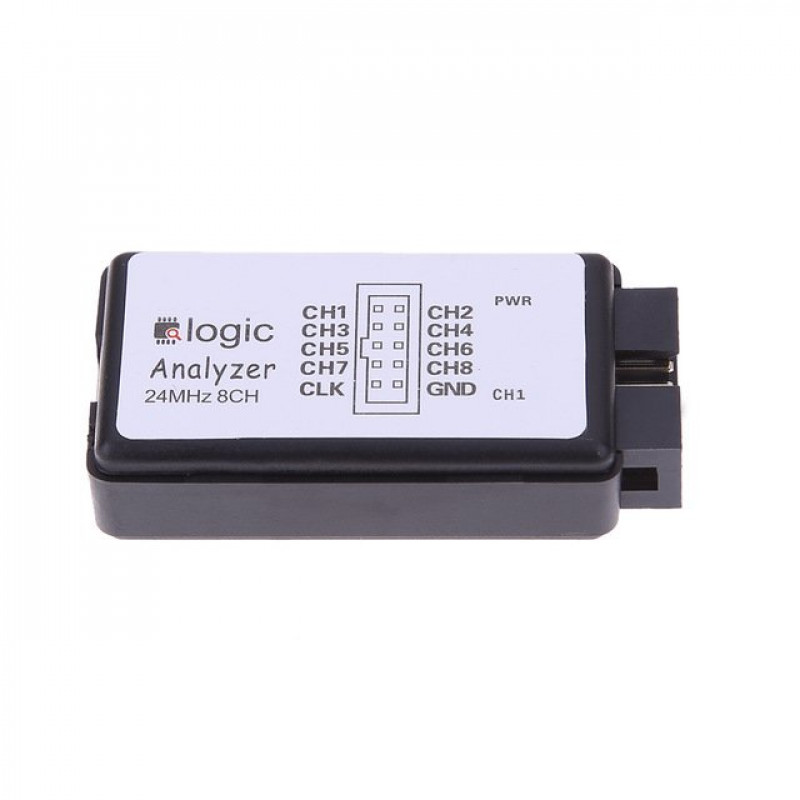 logic
Analyzer
24MHz 8CH
CH1 CH2
CH3 CH4
CH5 CH6
CH7 CH8
CLK GND
PWR
CH1